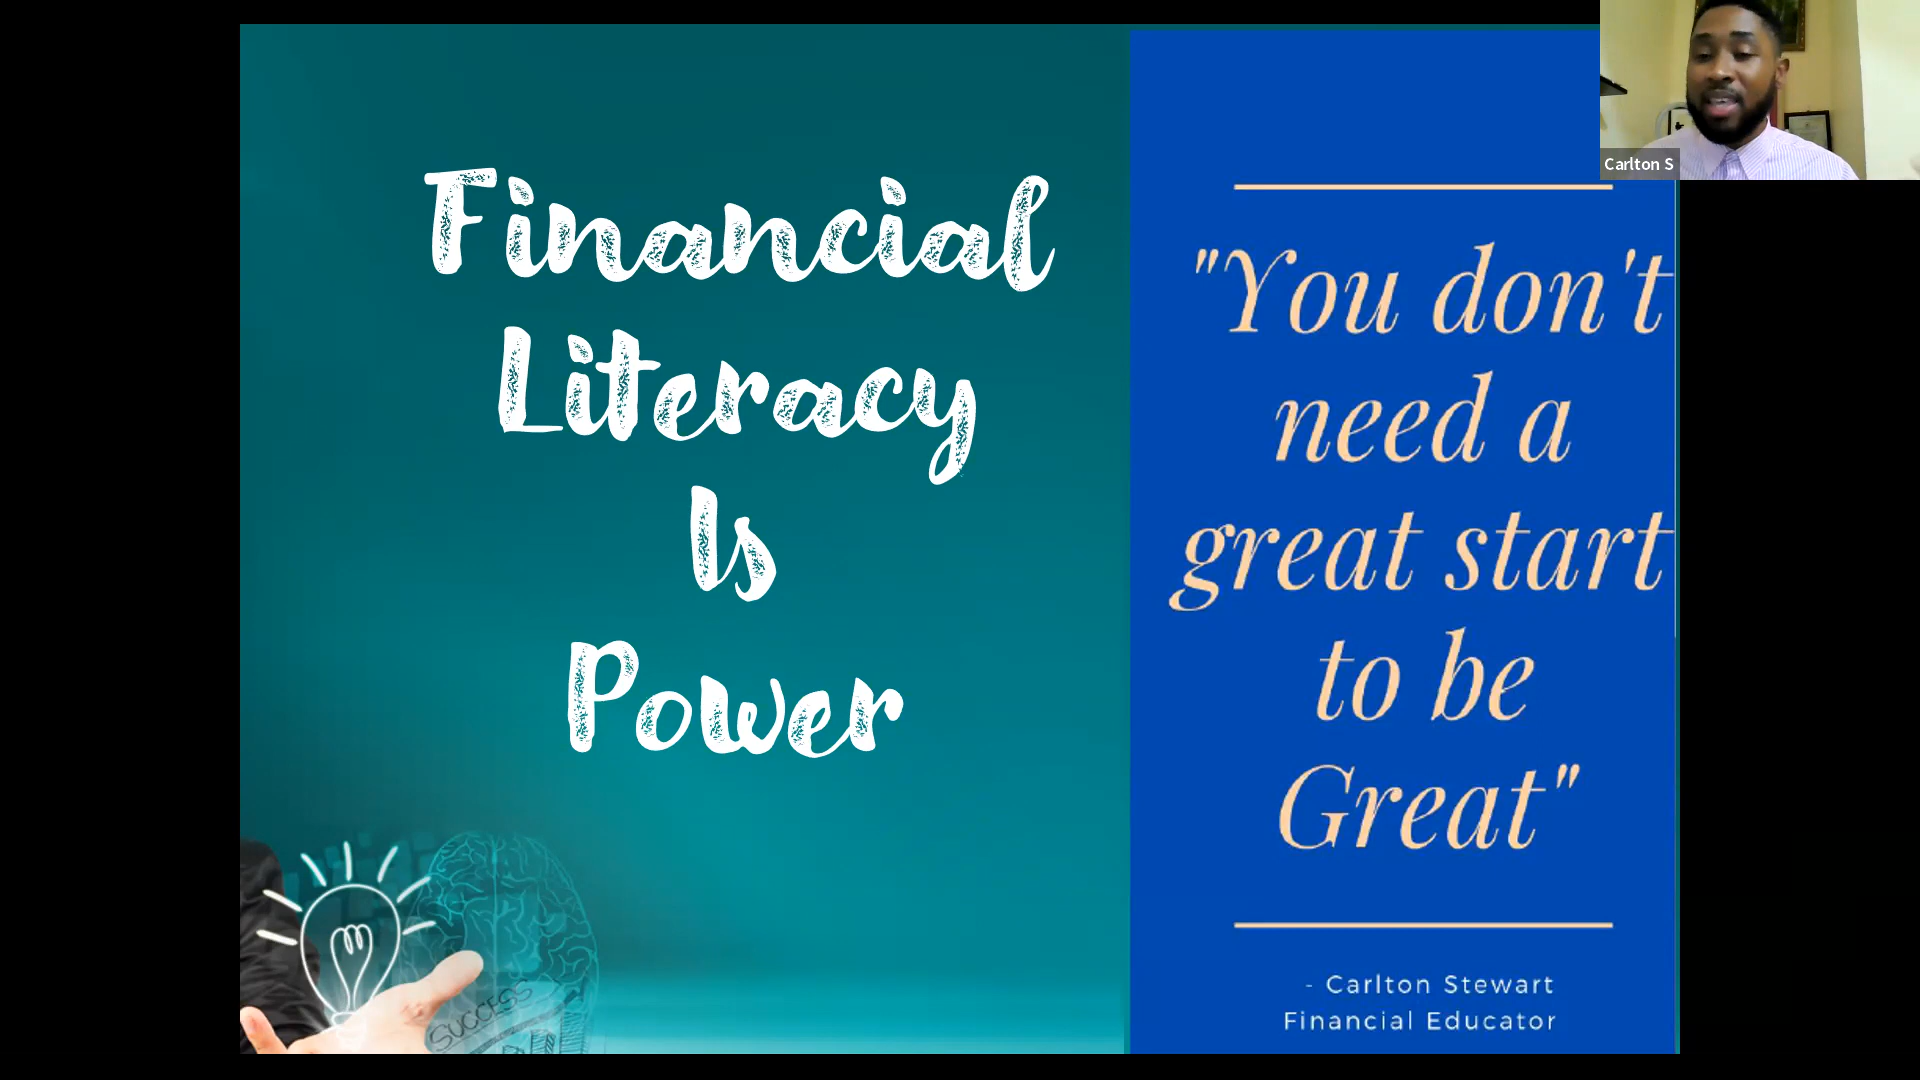 Financial
Literacy
Is
Power
SUCCESS
"You don't
need a
great start
to be
Great"
- Carlton Stewart
Financial Educator
Carlton S